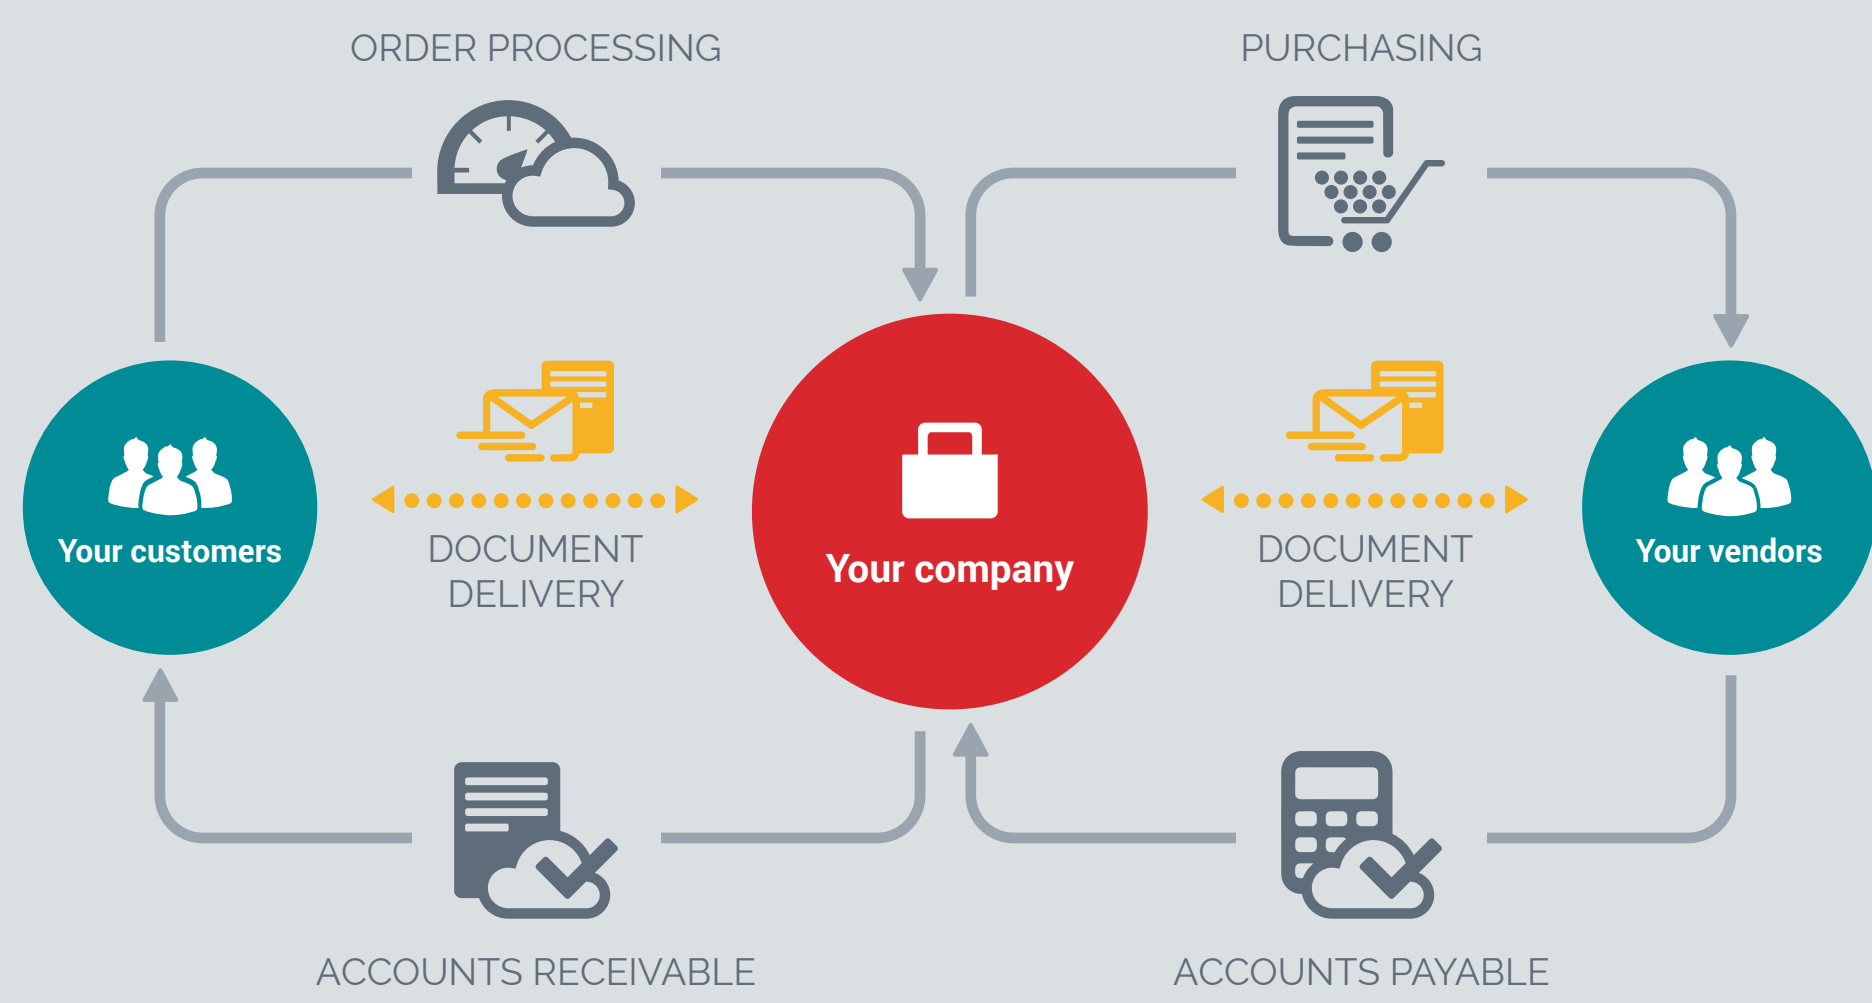 ORDER PROCESSING
PURCHASING
Your customers
DOCUMENT
DELIVERY
Your company
DOCUMENT
DELIVERY
Your vendors
ACCOUNTS RECEIVABLE
ACCOUNTS PAYABLE